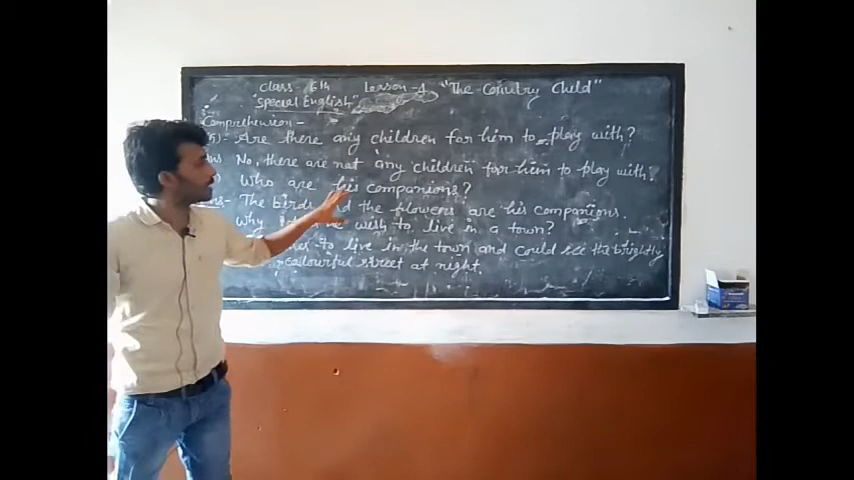 Class - 6th Lesson - 4 "The Country Child"
"Special English"
Comprehension -
Are there any children for him to play with?
No, there are not any children for him to play with.
Who are his companions?
The birds and the flowers are his companions.
Why he wish to live in a town?
to live in the town and could see the brightly
colourful street at night.